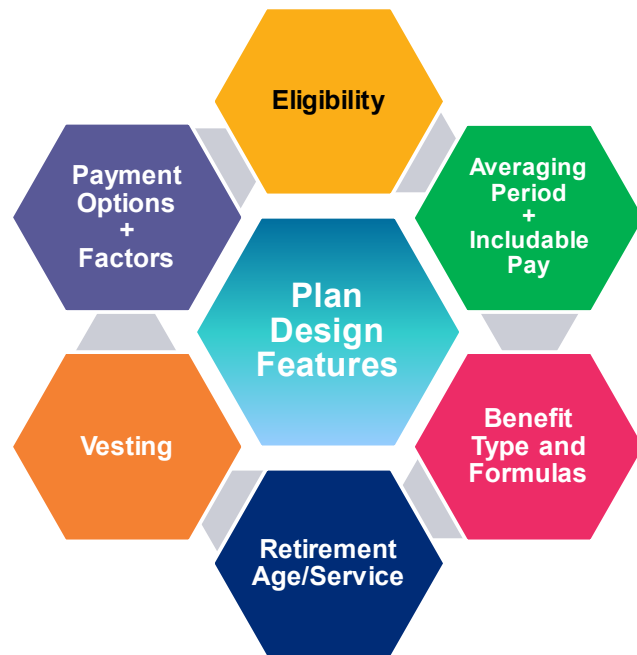 Eligibility
Averaging
Period
+
Includable
Pay
Benefit
Type and
Formulas
Retirement
Age/Service
Vesting
Payment
Options
+
Factors
Plan
Design
Features